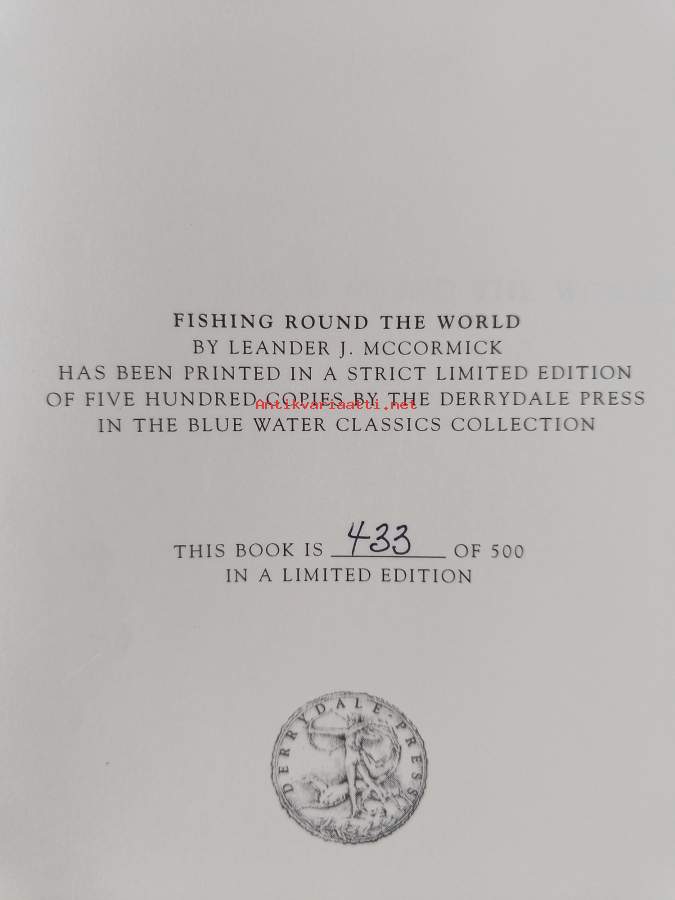 FISHING ROUND THE WORLD
BY LEANDER J. MCCORMICK
HAS BEEN PRINTED IN A STRICT LIMITED EDITION
OF FIVE HUNDRED COPIES BY THE DERRYDALE PRESS
Antikvariaatti.net
IN THE BLUE WATER CLASSICS COLLECTION
THIS BOOK IS 433 OF 500
IN A LIMITED EDITION
DERRYDALE·PRESS